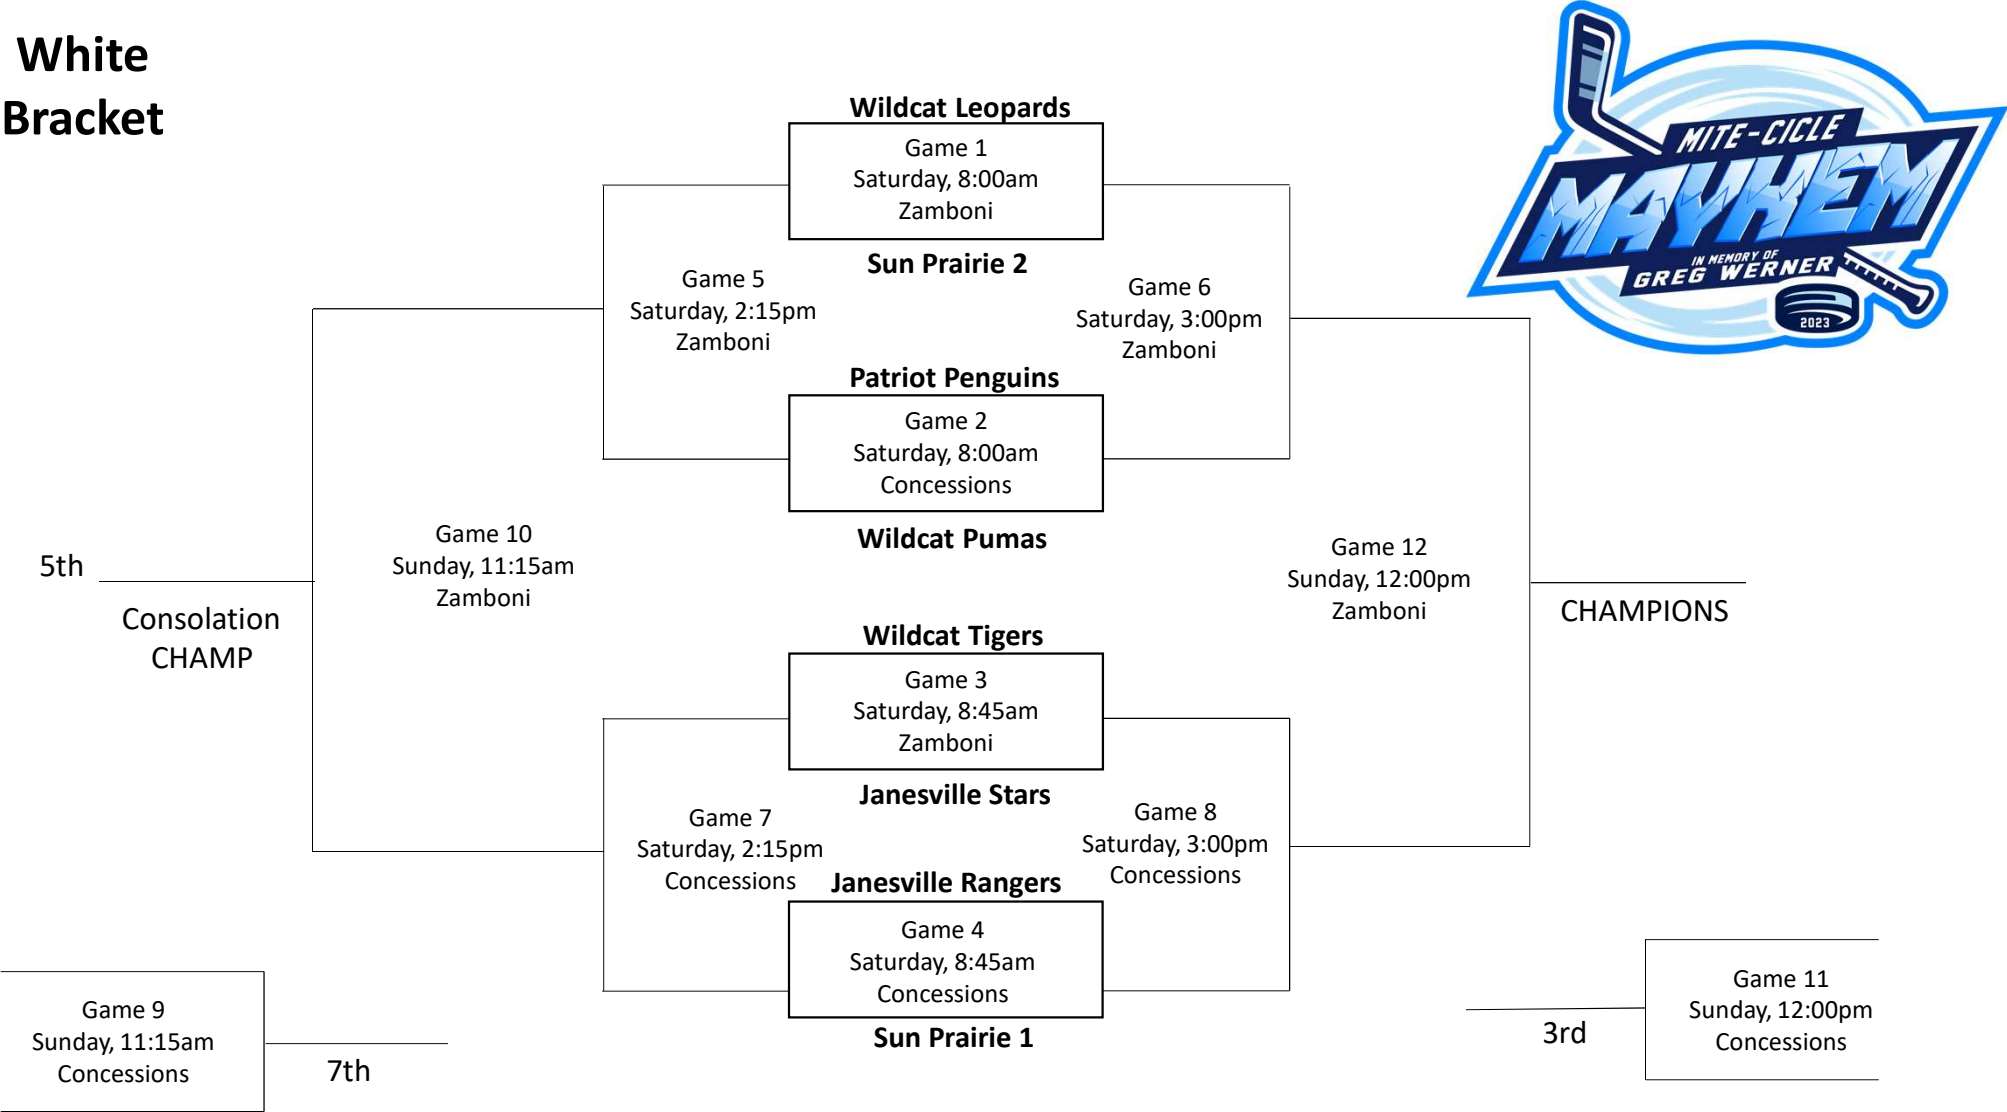 White
Bracket
MITE-CICLE
MAYHEM
IN MEMORY OF
GREG WERNER
2023
Wildcat Leopards
Game 1
Saturday, 8:00am
Zamboni
Sun Prairie 2
Game 5
Saturday, 2:15pm
Zamboni
Game 6
Saturday, 3:00pm
Zamboni
Patriot Penguins
Game 2
Saturday, 8:00am
Concessions
Wildcat Pumas
Game 10
Sunday, 11:15am
Zamboni
5th
Consolation
CHAMP
Game 12
Sunday, 12:00pm
Zamboni
CHAMPIONS
Wildcat Tigers
Game 3
Saturday, 8:45am
Zamboni
Janesville Stars
Game 7
Saturday, 2:15pm
Concessions
Game 8
Saturday, 3:00pm
Concessions
Janesville Rangers
Game 4
Saturday, 8:45am
Concessions
Sun Prairie 1
Game 9
Sunday, 11:15am
Concessions
7th
3rd
Game 11
Sunday, 12:00pm
Concessions